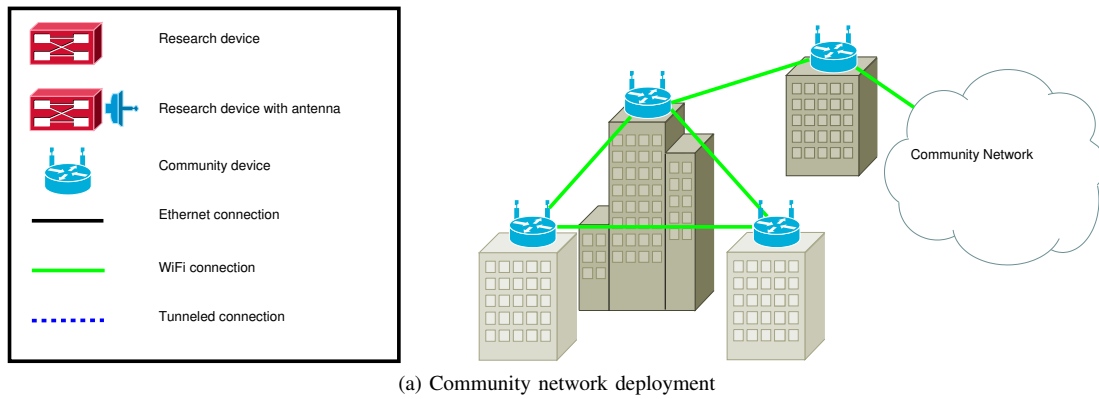 Research device
Research device with antenna
Community device
Ethernet connection
WiFi connection
Tunneled connection
Community Network
(a) Community network deployment